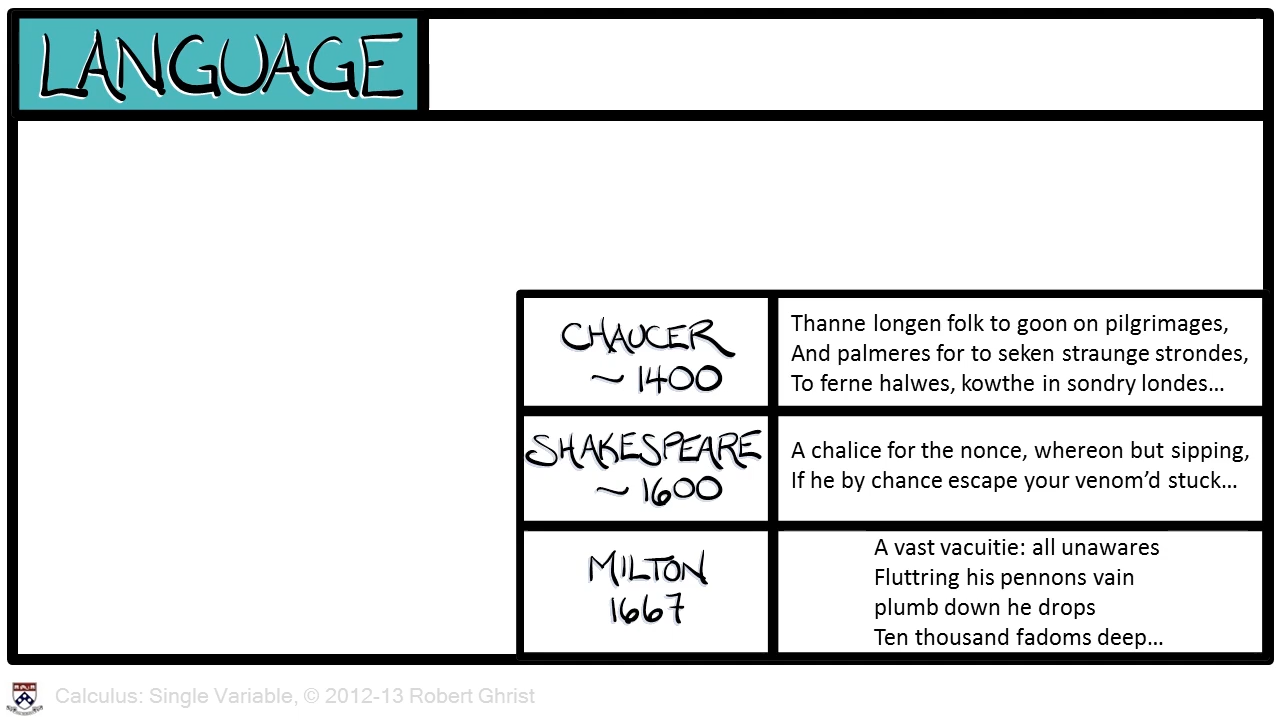 LANGUAGE
CHAUCER
~ 1400
Thanne longen folk to goon on pilgrimages,
And palmeres for to seken straunge strondes,
To ferne halwes, kowthe in sondry londes…
SHAKESPEARE
~ 1600
A chalice for the nonce, whereon but sipping,
If he by chance escape your venom’d stuck…
MILTON
1667
A vast vacuitie: all unawares
Fluttring his pennons vain
plumb down he drops
Ten thousand fadoms deep…
Calculus: Single Variable, © 2012-13 Robert Ghrist